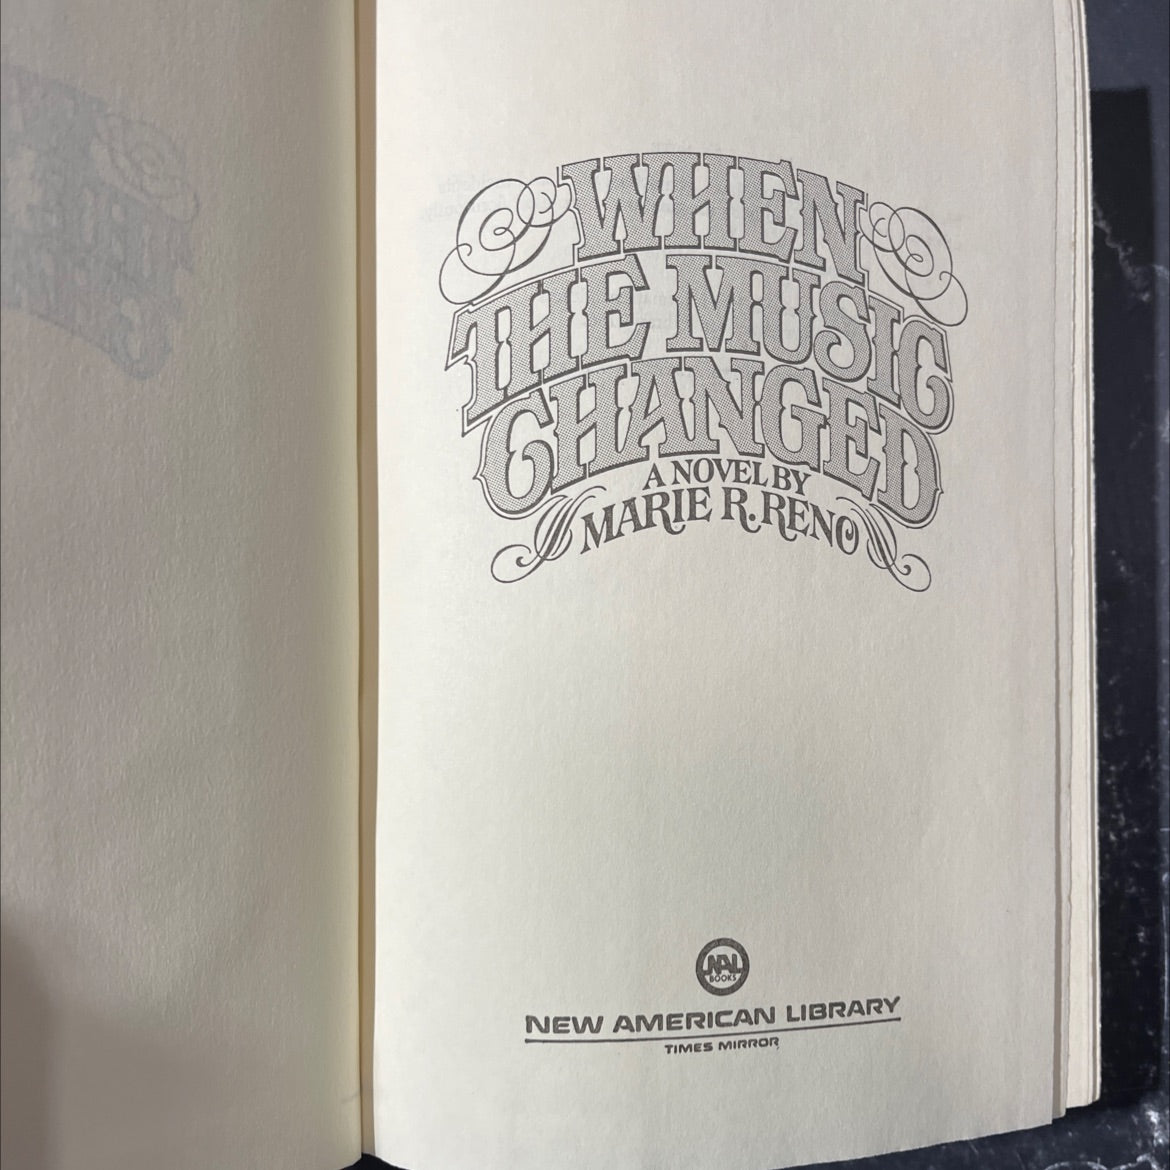 WHEN
THE MUSIC
CHANGED
A NOVEL BY
MARIE R. RENO
NAL
BOOKS
NEW AMERICAN LIBRARY
TIMES MIRROR